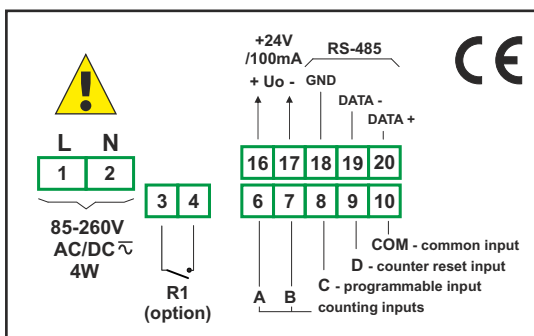 +24V
/100mA
RS-485
CE
+ Uo -
GND
DATA -
DATA +
L N
1 2
16 17 18 19 20
3 4
6 7 8 9 10
85-260V
AC/DC
4W
R1
(option)
COM - common input
D - counter reset input
C - programmable input
A B
counting inputs